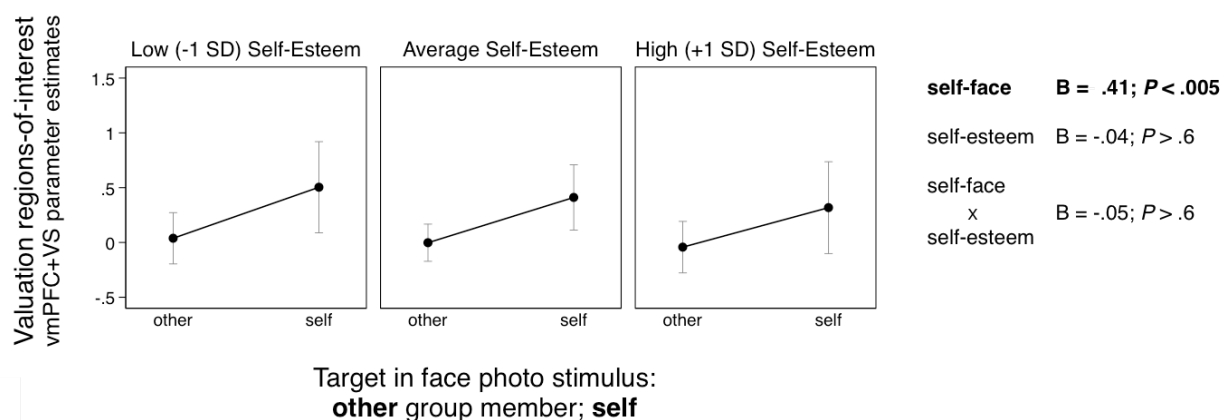 Valuation regions-of-interest
vmPFC+VS parameter estimates
Low (-1 SD) Self-Esteem
Average Self-Esteem
High (+1 SD) Self-Esteem
1.5
1
.5
0
-.5
other
self
other
self
other
self
Target in face photo stimulus:
other group member; self
self-face B = .41; P < .005
self-esteem B = -.04; P > .6
self-face
x B = -.05; P > .6
self-esteem